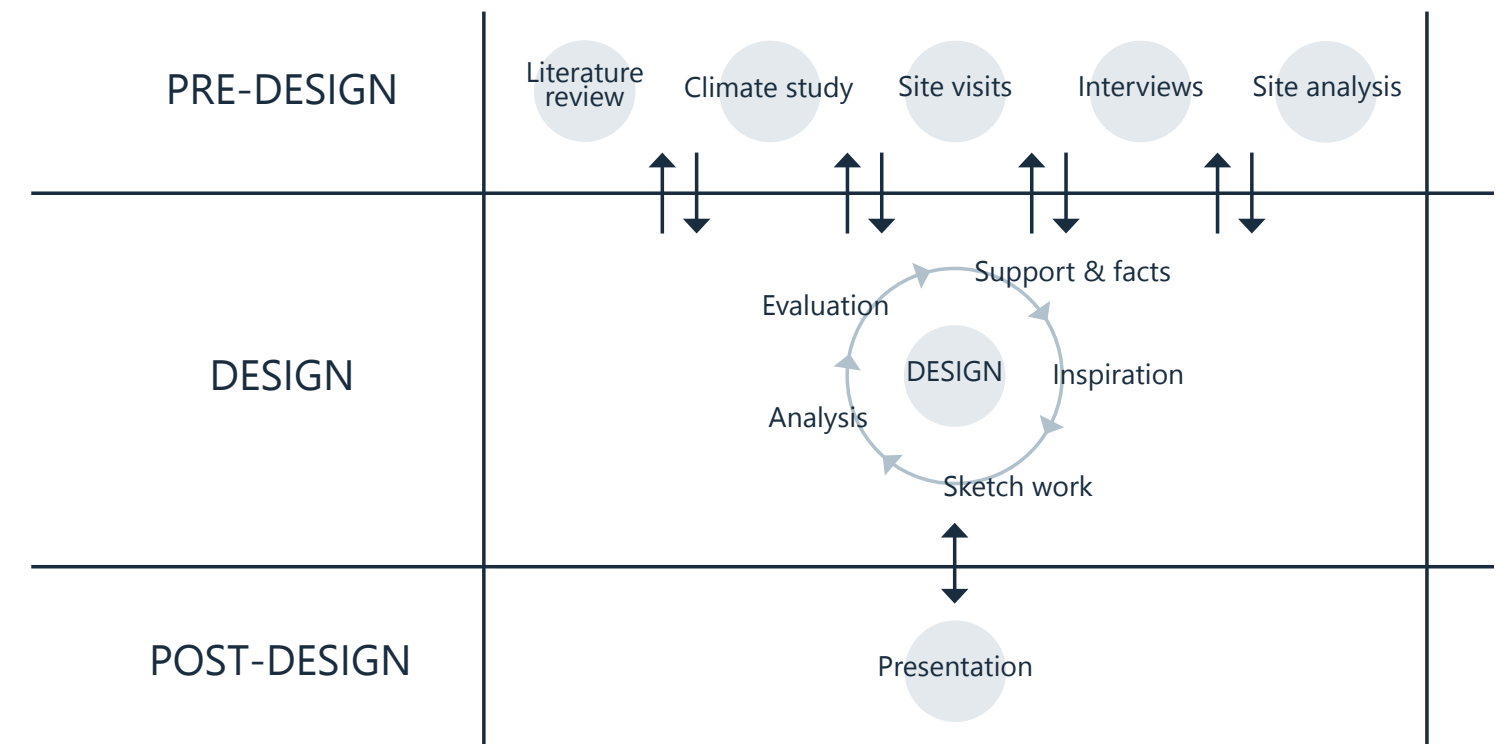 PRE-DESIGN
Literature
review
Climate study
Site visits
Interviews
Site analysis
DESIGN
Support & facts
Evaluation
DESIGN
Inspiration
Analysis
Sketch work
POST-DESIGN
Presentation